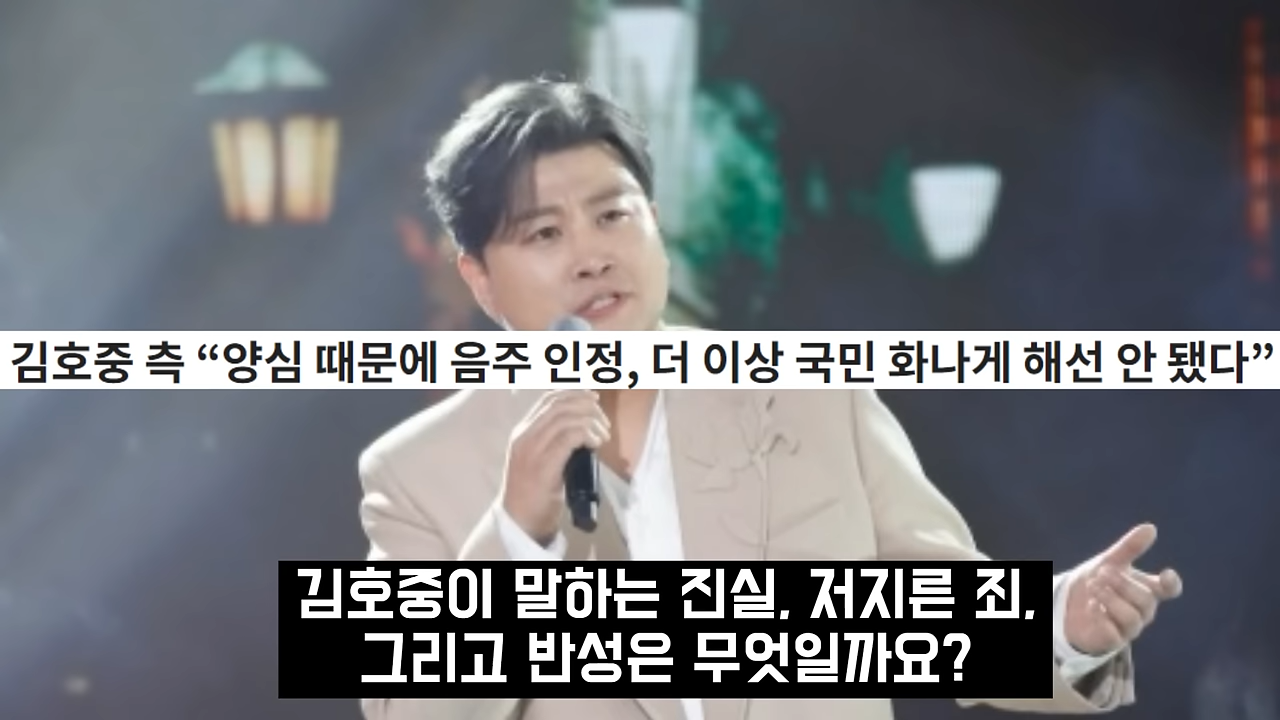 김호중 측 “양심 때문에 음주 인정, 더 이상 국민 화나게 해선 안 됐다”
김호중이 말하는 진실, 저지른 죄,
그리고 반성은 무엇일까요?